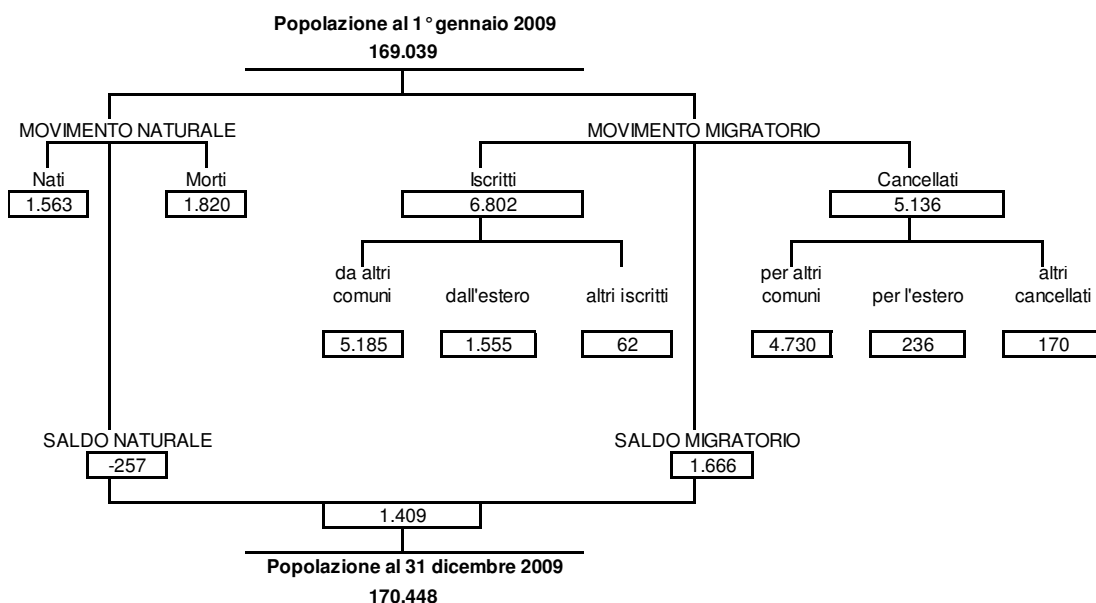 Popolazione al 1° gennaio 2009
169.039
MOVIMENTO NATURALE
MOVIMENTO MIGRATORIO
Nati
Morti
Iscritti
Cancellati
1.563
1.820
6.802
5.136
da altri comuni
dall'estero
altri iscritti
per altri comuni
per l'estero
altri cancellati
5.185
1.555
62
4.730
236
170
SALDO NATURALE
SALDO MIGRATORIO
-257
1.666
1.409
Popolazione al 31 dicembre 2009
170.448